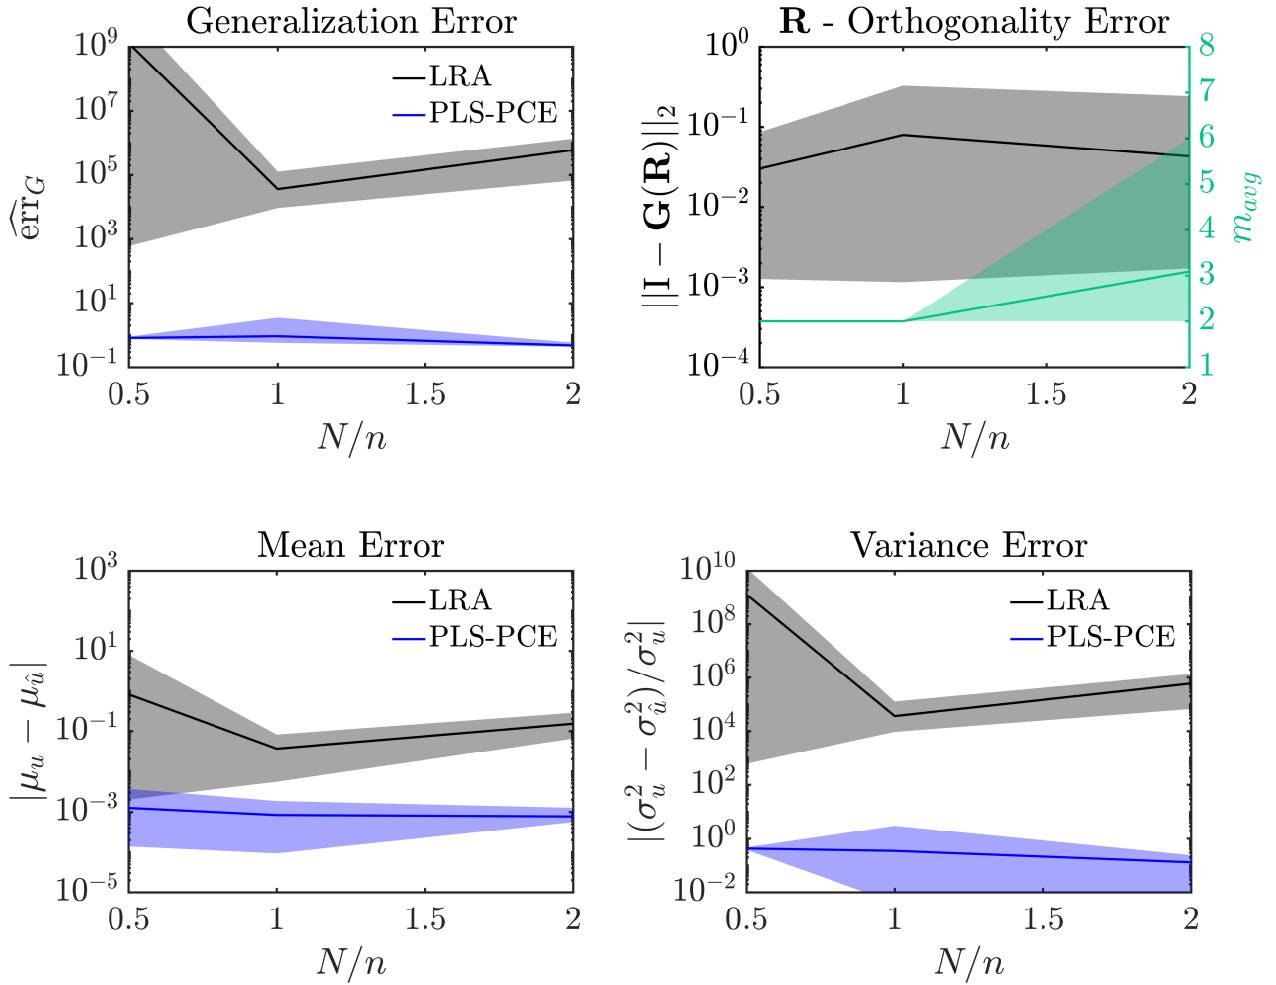 Generalization Error
10^9
10^7
10^5
10^3
10^1
10^-1
\widehat{err}_G
LRA
PLS-PCE
0.5 1 1.5 2
N/n
R - Orthogonality Error
10^0
10^-1
10^-2
10^-3
10^-4
||I − G(R)||_2
8
7
6
5
4
3
2
1
m_avg
0.5 1 1.5 2
N/n
Mean Error
10^3
10^1
10^-1
10^-3
10^-5
|μ_u − μ_û|
LRA
PLS-PCE
0.5 1 1.5 2
N/n
Variance Error
10^10
10^8
10^6
10^4
10^2
10^0
10^-2
|(σ_u^2 − σ_û^2)/σ_u^2|
LRA
PLS-PCE
0.5 1 1.5 2
N/n